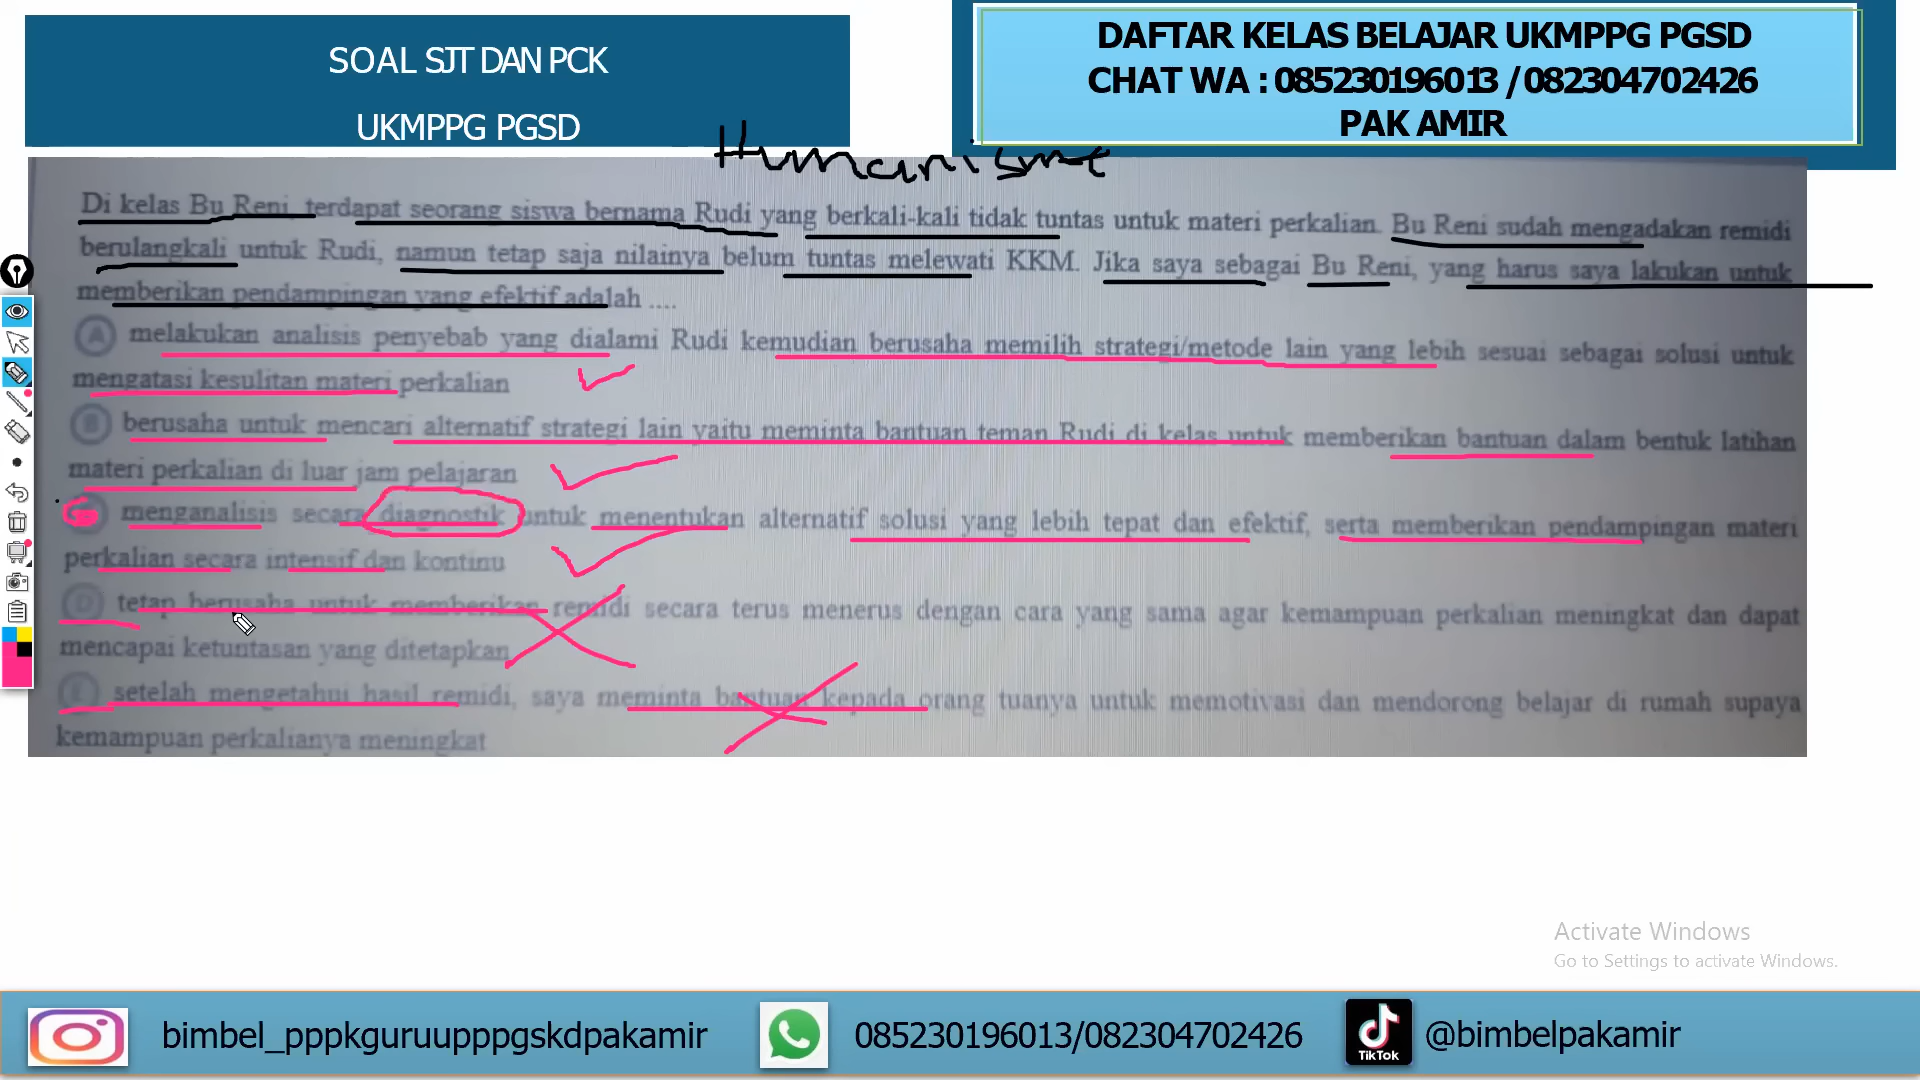 SOAL SJT DAN PCK
UKMPPG PGSD
DAFTAR KELAS BELAJAR UKMPPG PGSD
CHAT WA : 085230196013 / 082304702426
PAK AMIR
Humanisme
Di kelas Bu Reni, terdapat seorang siswa bernama Rudi yang berkali-kali tidak tuntas untuk materi perkalian. Bu Reni sudah mengadakan remidi
berulangkali untuk Rudi, namun tetap saja nilainya belum tuntas melewati KKM. Jika saya sebagai Bu Reni, yang harus saya lakukan untuk
memberikan pendampingan yang efektif adalah ....
A melakukan analisis penyebab yang dialami Rudi kemudian berusaha memilih strategi/metode lain yang lebih sesuai sebagai solusi untuk
mengatasi kesulitan materi perkalian
B berusaha untuk mencari alternatif strategi lain yaitu meminta bantuan teman Rudi di kelas untuk memberikan bantuan dalam bentuk latihan
materi perkalian di luar jam pelajaran
menganalisis secara diagnostik untuk menentukan alternatif solusi yang lebih tepat dan efektif, serta memberikan pendampingan materi
perkalian secara intensif dan kontinu
D tetap berusaha untuk memberikan remidi secara terus menerus dengan cara yang sama agar kemampuan perkalian meningkat dan dapat
mencapai ketuntasan yang ditetapkan
E setelah mengetahui hasil remidi, saya meminta bantuan kepada orang tuanya untuk memotivasi dan mendorong belajar di rumah supaya
kemampuan perkalianya meningkat
Activate Windows
Go to Settings to activate Windows.
bimbel_pppkguruupppgskdpakamir
085230196013/082304702426
TikTok
@bimbelpakamir